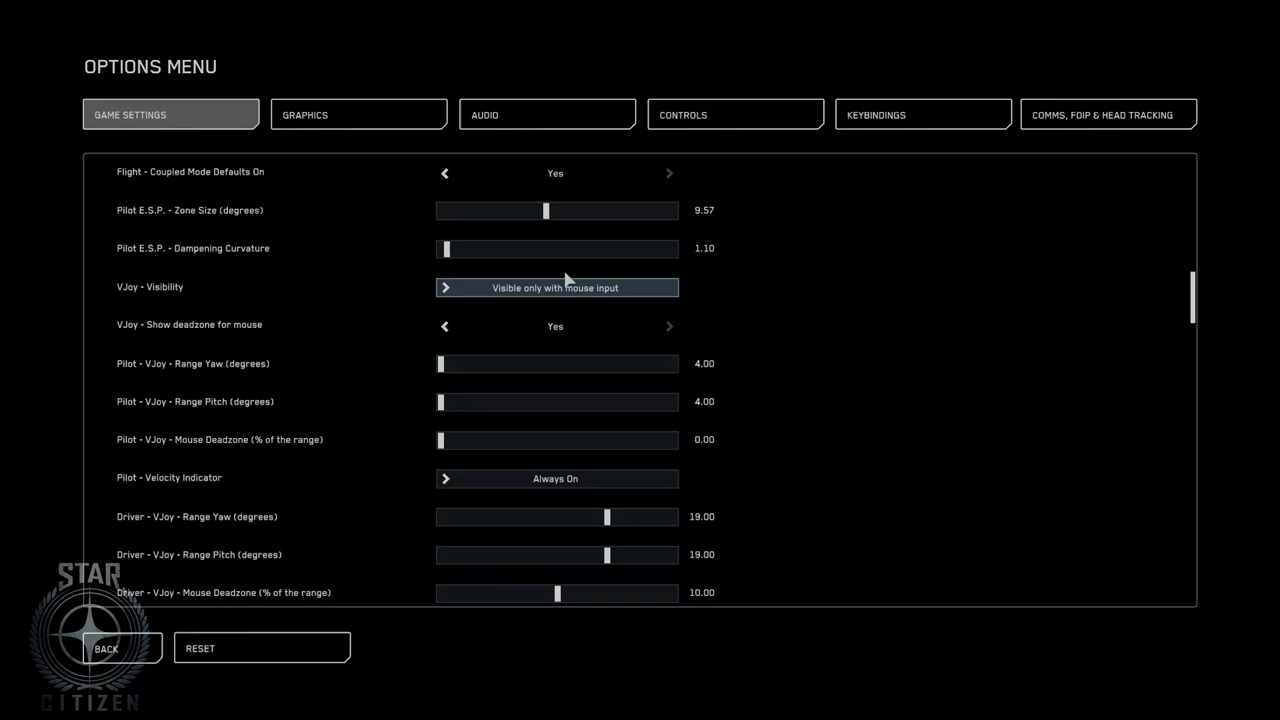 OPTIONS MENU
GAME SETTINGS
GRAPHICS
AUDIO
CONTROLS
KEYBINDINGS
COMMS, FOIP & HEAD TRACKING
Flight - Coupled Mode Defaults On Yes
Pilot E.S.P. - Zone Size (degrees) 9.57
Pilot E.S.P. - Dampening Curvature 1.10
VJoy - Visibility Visible only with mouse input
VJoy - Show deadzone for mouse Yes
Pilot - VJoy - Range Yaw (degrees) 4.00
Pilot - VJoy - Range Pitch (degrees) 4.00
Pilot - VJoy - Mouse Deadzone (% of the range) 0.00
Pilot - Velocity Indicator Always On
Driver - VJoy - Range Yaw (degrees) 19.00
Driver - VJoy - Range Pitch (degrees) 19.00
Driver - VJoy - Mouse Deadzone (% of the range) 10.00
STAR
CITIZEN
BACK
RESET